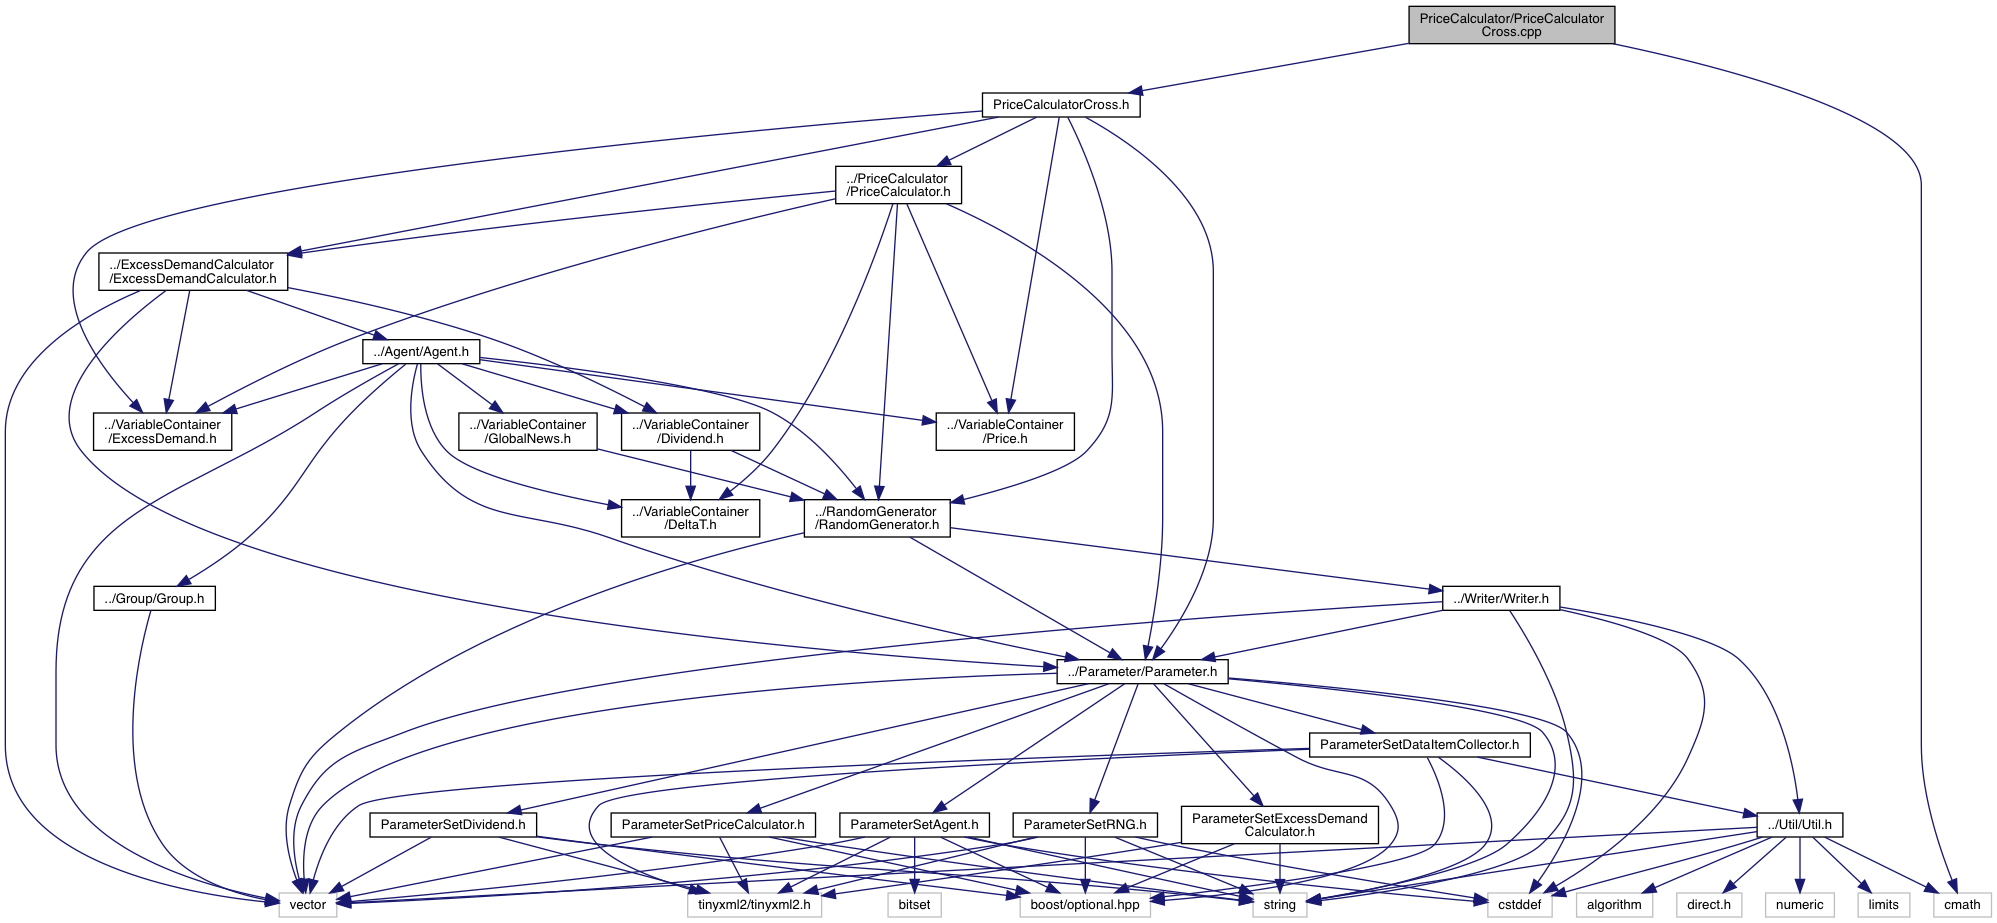 PriceCalculator/PriceCalculator
Cross.cpp
PriceCalculatorCross.h
../PriceCalculator
/PriceCalculator.h
../ExcessDemandCalculator
/ExcessDemandCalculator.h
../Agent/Agent.h
../VariableContainer
/ExcessDemand.h
../VariableContainer
/GlobalNews.h
../VariableContainer
/Dividend.h
../VariableContainer
/Price.h
../VariableContainer
/DeltaT.h
../RandomGenerator
/RandomGenerator.h
../Group/Group.h
../Writer/Writer.h
../Parameter/Parameter.h
ParameterSetDataItemCollector.h
ParameterSetDividend.h
ParameterSetPriceCalculator.h
ParameterSetAgent.h
ParameterSetRNG.h
ParameterSetExcessDemand
Calculator.h
../Util/Util.h
vector
tinyxml2/tinyxml2.h
bitset
boost/optional.hpp
string
cstddef
algorithm
direct.h
numeric
limits
cmath